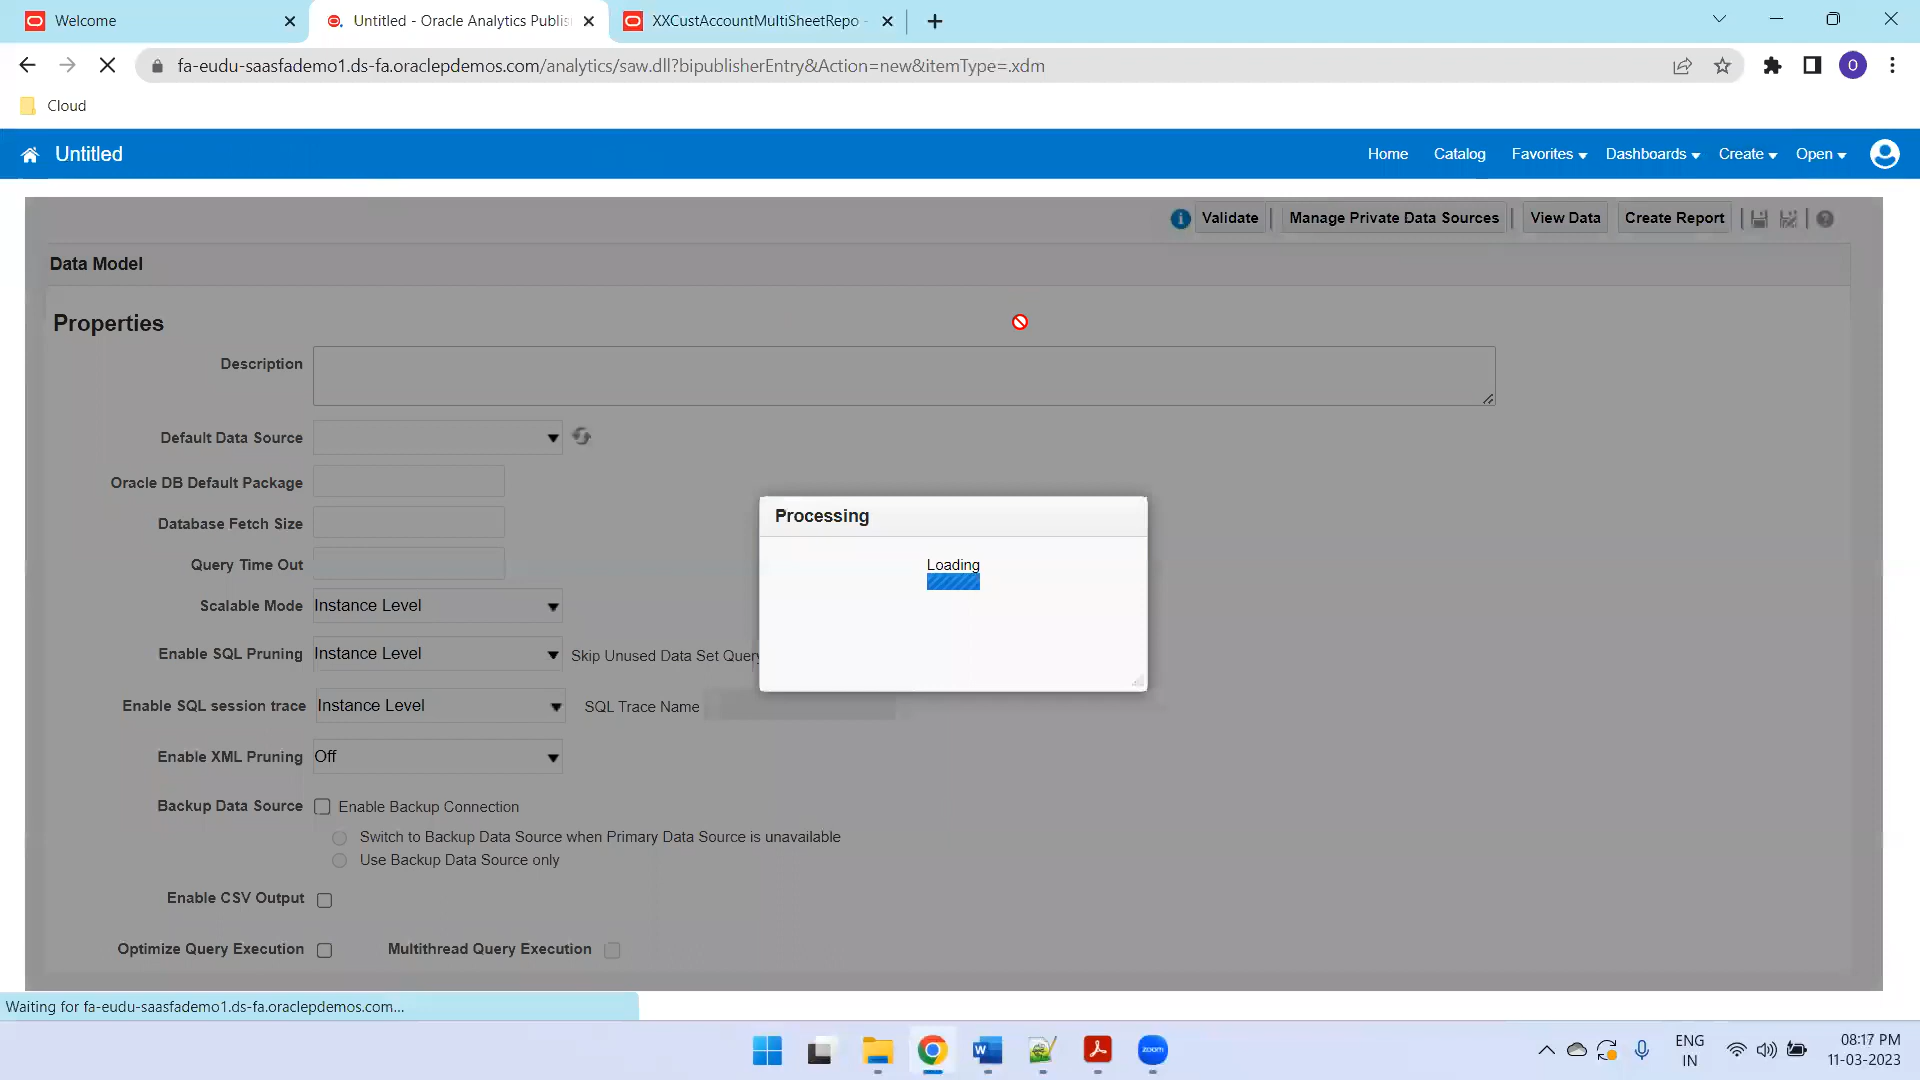 Welcome
Untitled - Oracle Analytics Publis
XXCustAccountMultiSheetRepo -
fa-eudu-saasfademo1.ds-fa.oraclepdemos.com/analytics/saw.dll?bipublisherEntry&Action=new&itemType=.xdm
O
Cloud
Untitled
Home
Catalog
Favorites
Dashboards
Create
Open
Validate
Manage Private Data Sources
View Data
Create Report
Data Model
Properties
Description
Default Data Source
Oracle DB Default Package
Database Fetch Size
Query Time Out
Scalable Mode Instance Level
Enable SQL Pruning Instance Level Skip Unused Data Set Query
Enable SQL session trace Instance Level SQL Trace Name
Enable XML Pruning Off
Backup Data Source Enable Backup Connection
Switch to Backup Data Source when Primary Data Source is unavailable
Use Backup Data Source only
Enable CSV Output
Optimize Query Execution Multithread Query Execution
Processing
Loading
Waiting for fa-eudu-saasfademo1.ds-fa.oraclepdemos.com...
zoom
ENG
IN
08:17 PM
11-03-2023